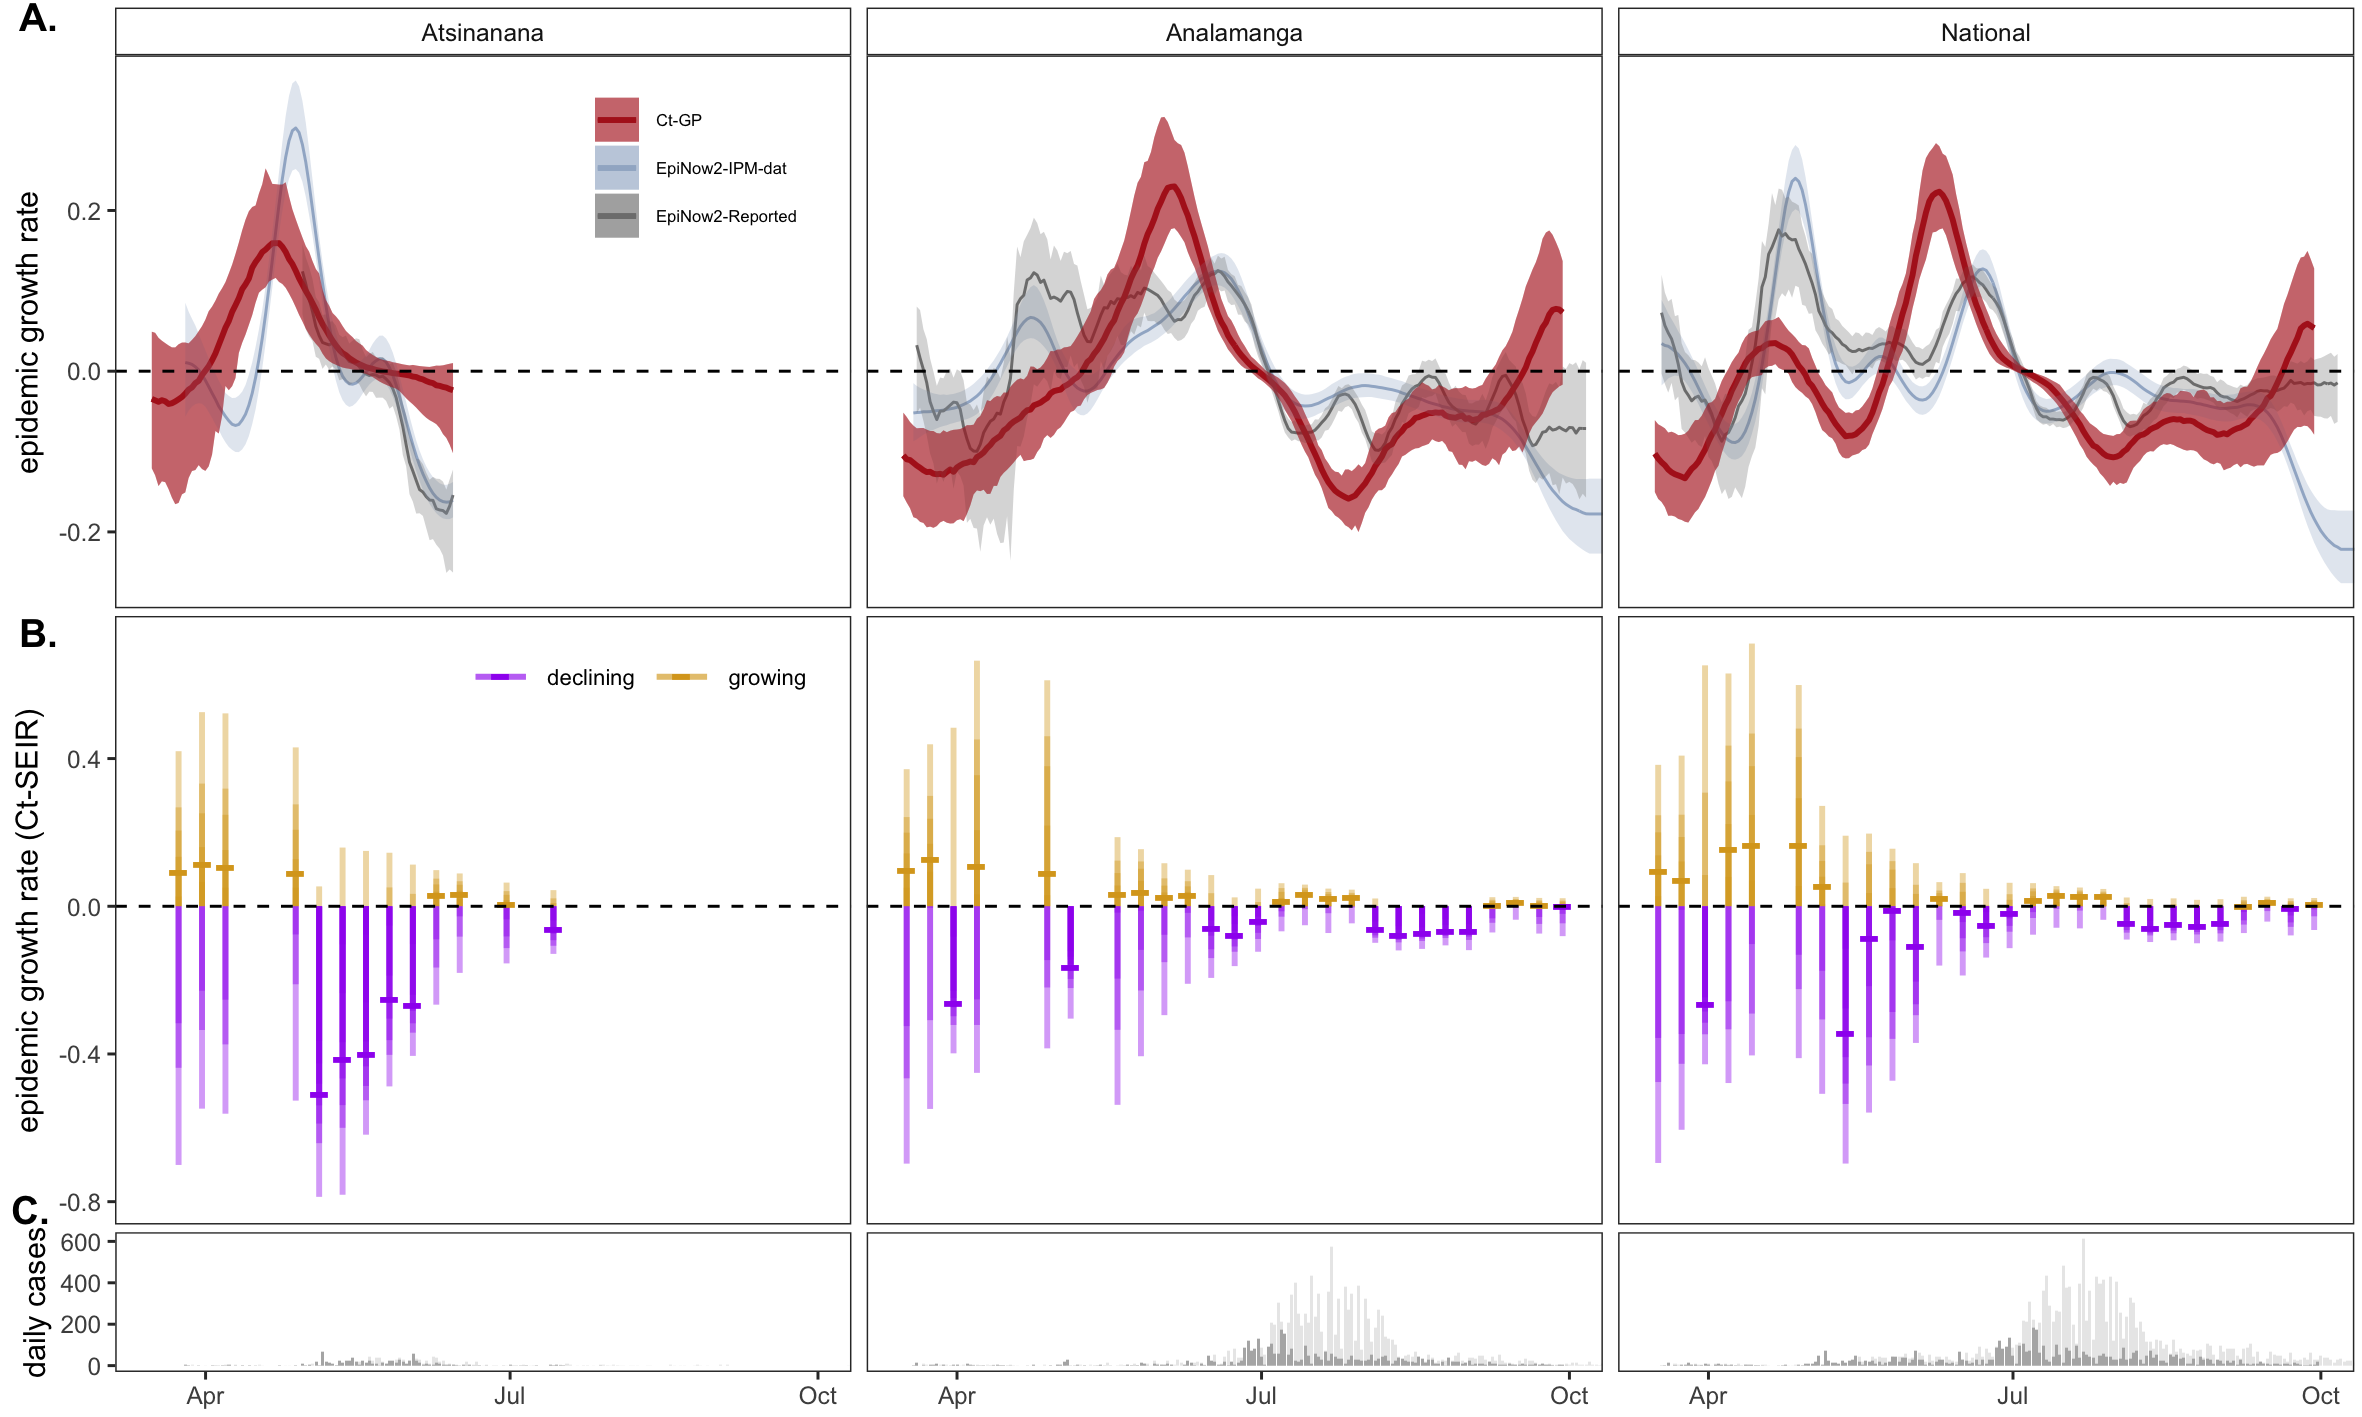 A.
Atsinanana
Analamanga
National
epidemic growth rate
0.2
0.0
-0.2
Ct-GP
EpiNow2-IPM-dat
EpiNow2-Reported
B.
epidemic growth rate (Ct-SEIR)
0.4
0.0
-0.4
-0.8
declining
growing
C.
daily cases
600
400
200
0
Apr
Jul
Oct
Apr
Jul
Oct
Apr
Jul
Oct